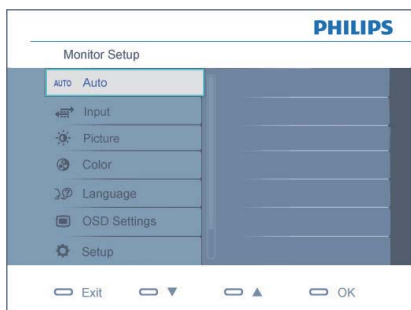 PHILIPS
Monitor Setup
AUTO Auto
Input
Picture
Color
Language
OSD Settings
Setup
Exit ▼ ▲ OK